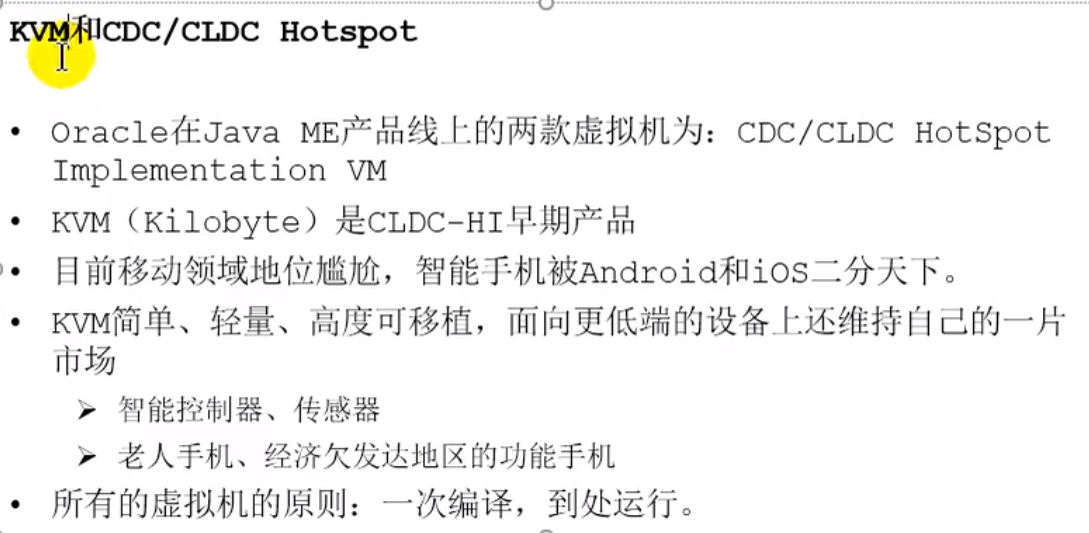 KVM和CDC/CLDC Hotspot
• Oracle在Java ME产品线上的两款虚拟机为：CDC/CLDC HotSpot
Implementation VM
• KVM（Kilobyte）是CLDC-HI早期产品
• 目前移动领域地位尴尬，智能手机被Android和iOS二分天下。
• KVM简单、轻量、高度可移植，面向更低端的设备上还维持自己的一片
市场
➢ 智能控制器、传感器
➢ 老人手机、经济欠发达地区的功能手机
• 所有的虚拟机的原则：一次编译，到处运行。